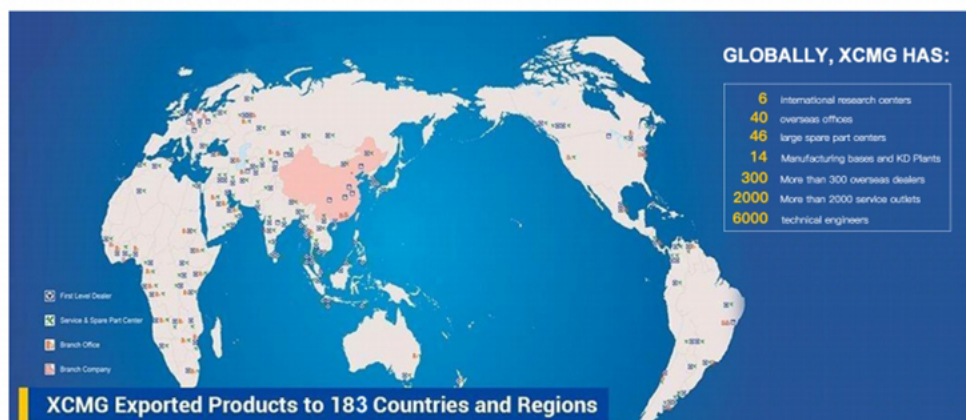 GLOBALLY, XCMG HAS:
6 International research centers
40 overseas offices
46 large spare part centers
14 Manufacturing bases and KD Plants
300 More than 300 overseas dealers
2000 More than 2000 service outlets
6000 technical engineers
First Level Dealer
Service & Spare Part Center
Branch Office
Branch Company
XCMG Exported Products to 183 Countries and Regions